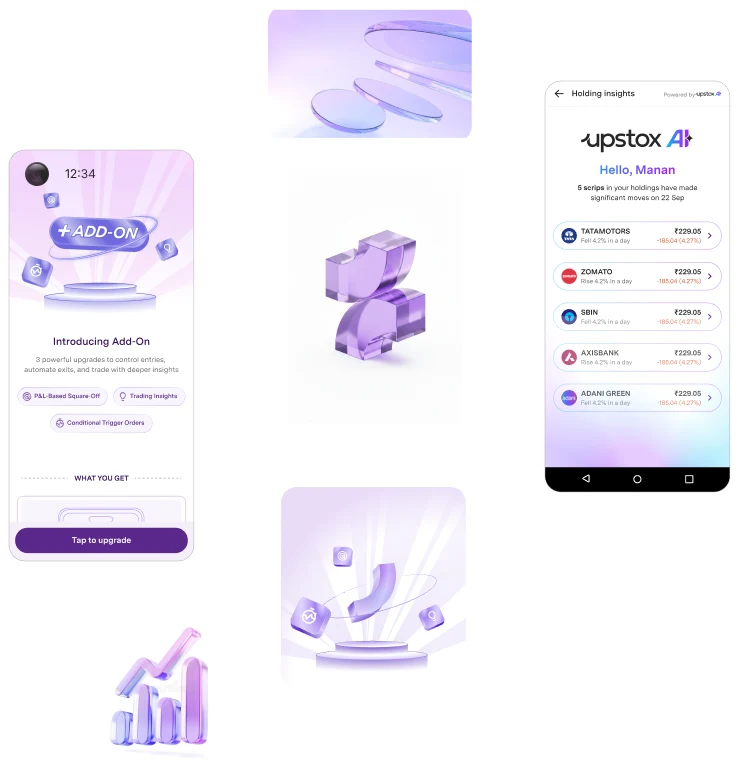 12:34
+ ADD-ON
Introducing Add-On
3 powerful upgrades to control entries,
automate exits, and trade with deeper insights
P&L-Based Square-Off
Trading Insights
Conditional Trigger Orders
WHAT YOU GET
Tap to upgrade
Holding insights
Powered by upstox AI
upstox AI
Hello, Manan
5 scrips in your holdings have made
significant moves on 22 Sep
TATA
TATAMOTORS ₹229.05
Fell 4.2% in a day -185.04 (4.27%)
zomato
ZOMATO ₹229.05
Rise 4.2% in a day -185.04 (4.27%)
SBIN ₹229.05
Fell 4.2% in a day -185.04 (4.27%)
AXISBANK ₹229.05
Rise 4.2% in a day -185.04 (4.27%)
adani
ADANI GREEN ₹229.05
Fell 4.2% in a day -185.04 (4.27%)